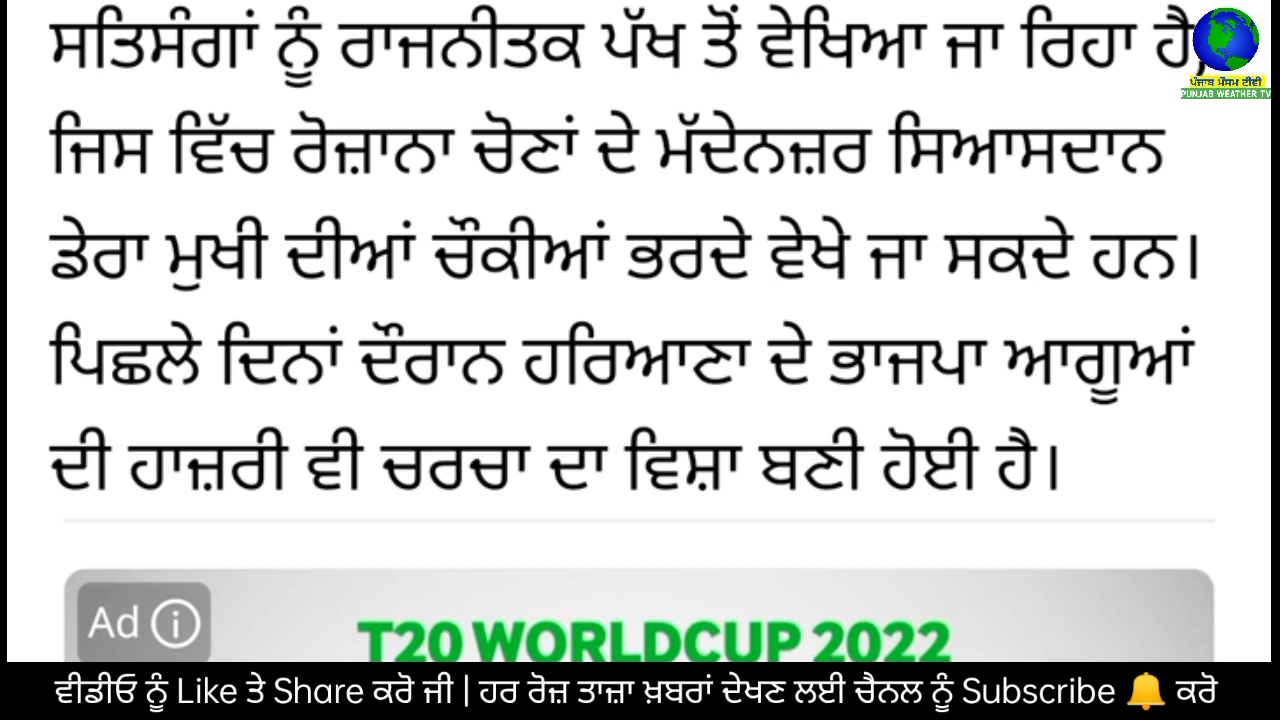 ਸਤਿਸੰਗਾਂ ਨੂੰ ਰਾਜਨੀਤਕ ਪੱਖ ਤੋਂ ਵੇਖਿਆ ਜਾ ਰਿਹਾ ਹੈ,
ਪੰਜਾਬ ਮੌਸਮ ਟੀਵੀ
PUNJAB WEATHER TV
ਜਿਸ ਵਿੱਚ ਰੋਜ਼ਾਨਾ ਚੋਣਾਂ ਦੇ ਮੱਦੇਨਜ਼ਰ ਸਿਆਸਦਾਨ
ਡੇਰਾ ਮੁਖੀ ਦੀਆਂ ਚੌਕੀਆਂ ਭਰਦੇ ਵੇਖੇ ਜਾ ਸਕਦੇ ਹਨ।
ਪਿਛਲੇ ਦਿਨਾਂ ਦੌਰਾਨ ਹਰਿਆਣਾ ਦੇ ਭਾਜਪਾ ਆਗੂਆਂ
ਦੀ ਹਾਜ਼ਰੀ ਵੀ ਚਰਚਾ ਦਾ ਵਿਸ਼ਾ ਬਣੀ ਹੋਈ ਹੈ।
Ad
T20 WORLDCUP 2022
ਵੀਡੀਓ ਨੂੰ Like ਤੇ Share ਕਰੋ ਜੀ | ਹਰ ਰੋਜ਼ ਤਾਜ਼ਾ ਖ਼ਬਰਾਂ ਦੇਖਣ ਲਈ ਚੈਨਲ ਨੂੰ Subscribe 🔔 ਕਰੋ